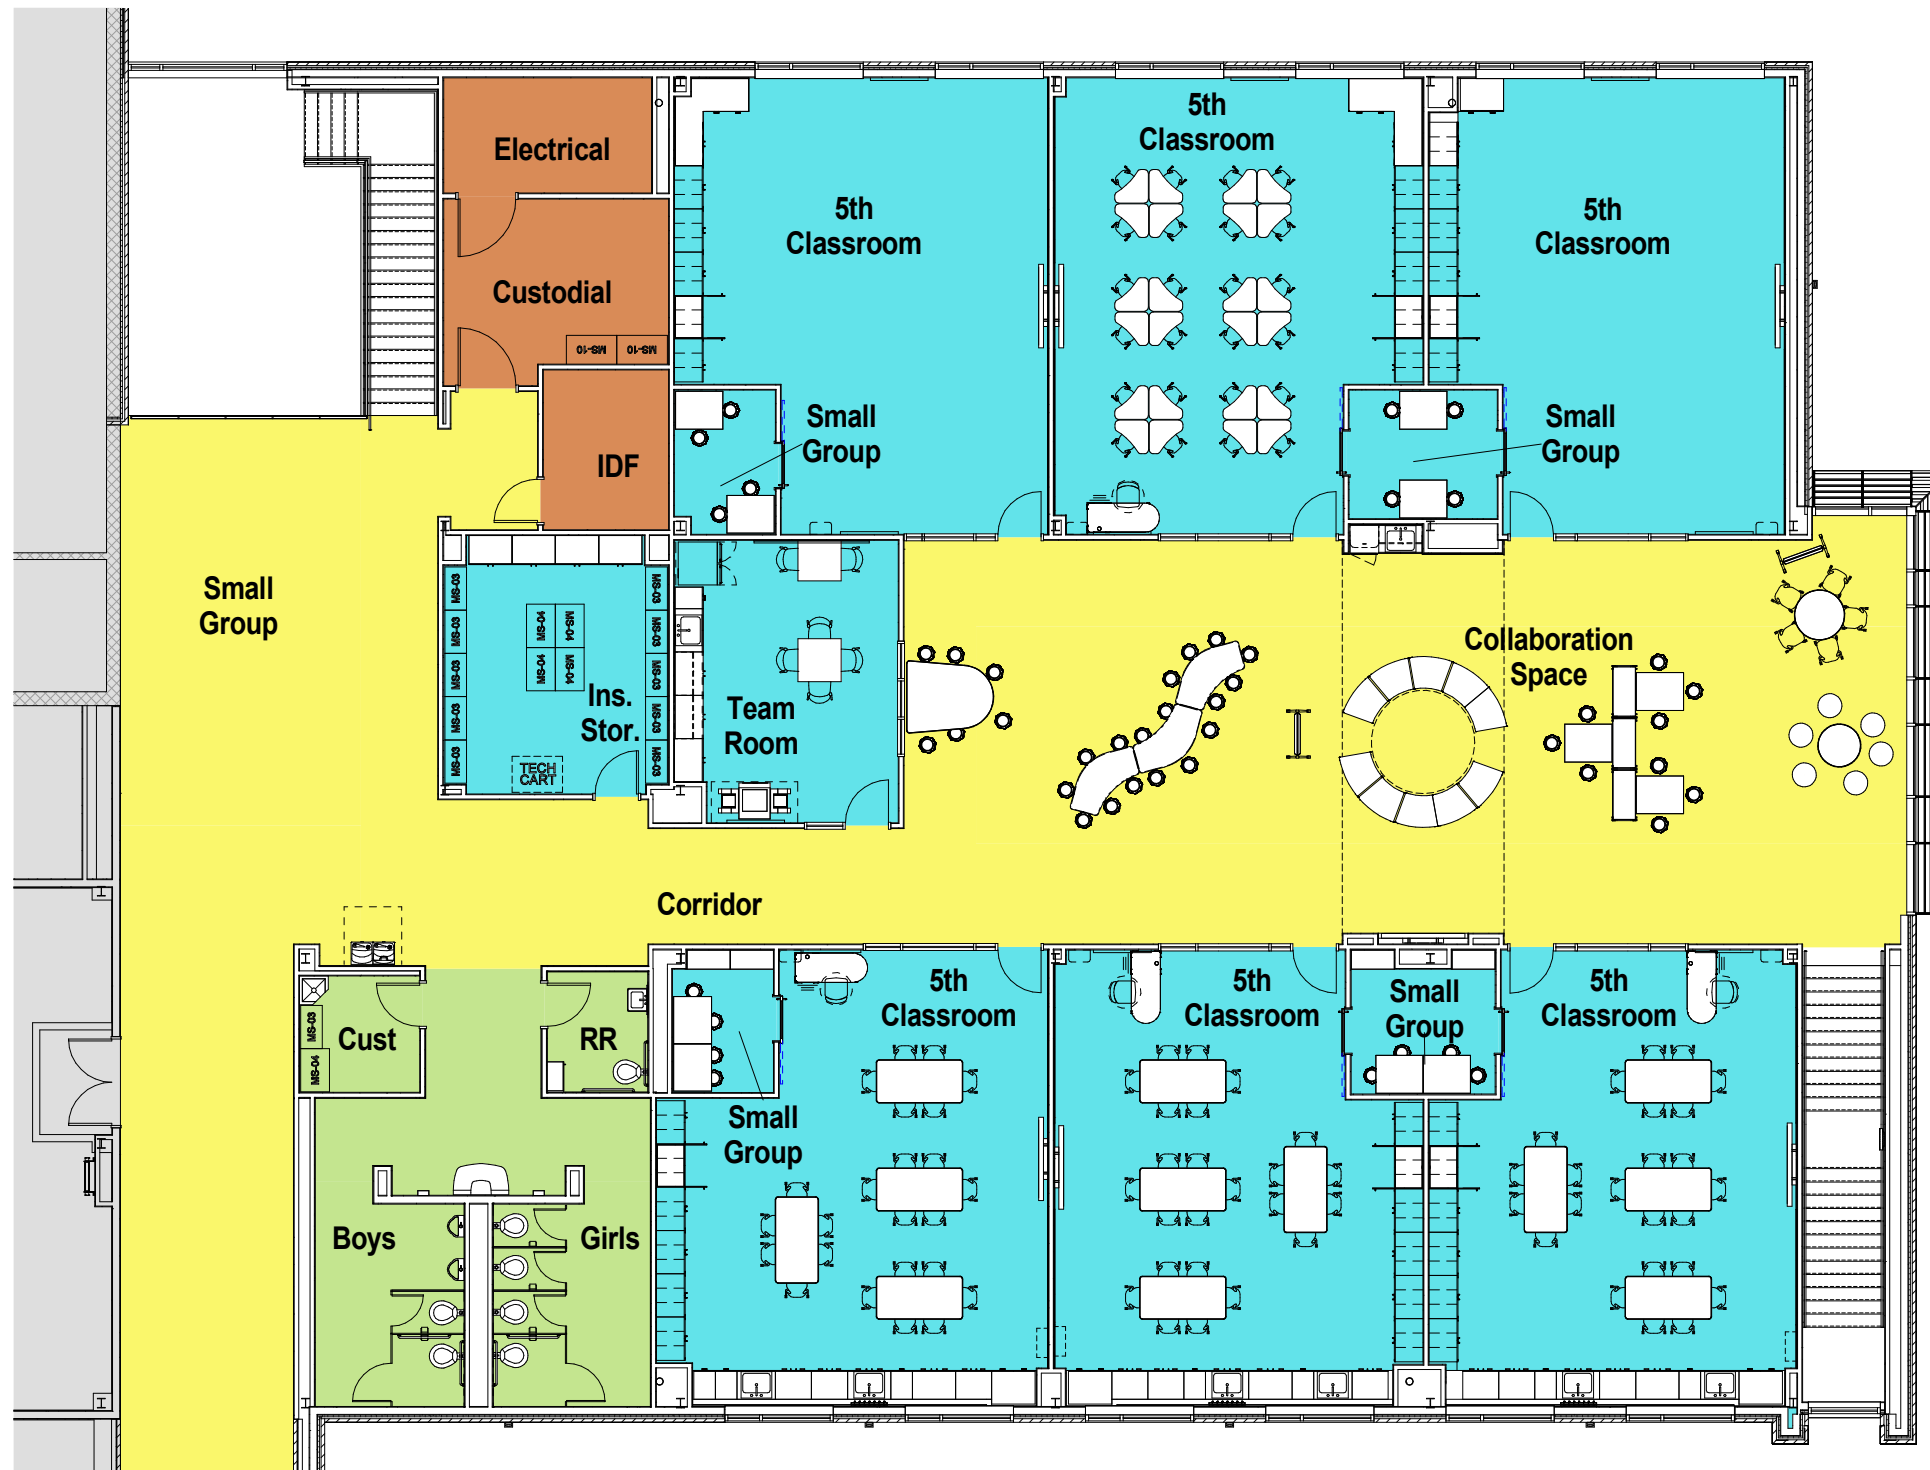 Electrical
Custodial
MS-10
MS-10
IDF
5th
Classroom
5th
Classroom
5th
Classroom
Small
Group
Small
Group
Small
Group
MS-03
MS-03
MS-03
MS-03
MS-03
MS-04
MS-04
MS-04
MS-04
MS-03
MS-03
MS-03
MS-03
MS-03
Ins.
Stor.
TECH
CART
Team
Room
Collaboration
Space
Corridor
MS-03
MS-04
Cust
RR
Boys
Girls
5th
Classroom
Small
Group
5th
Classroom
Small
Group
5th
Classroom